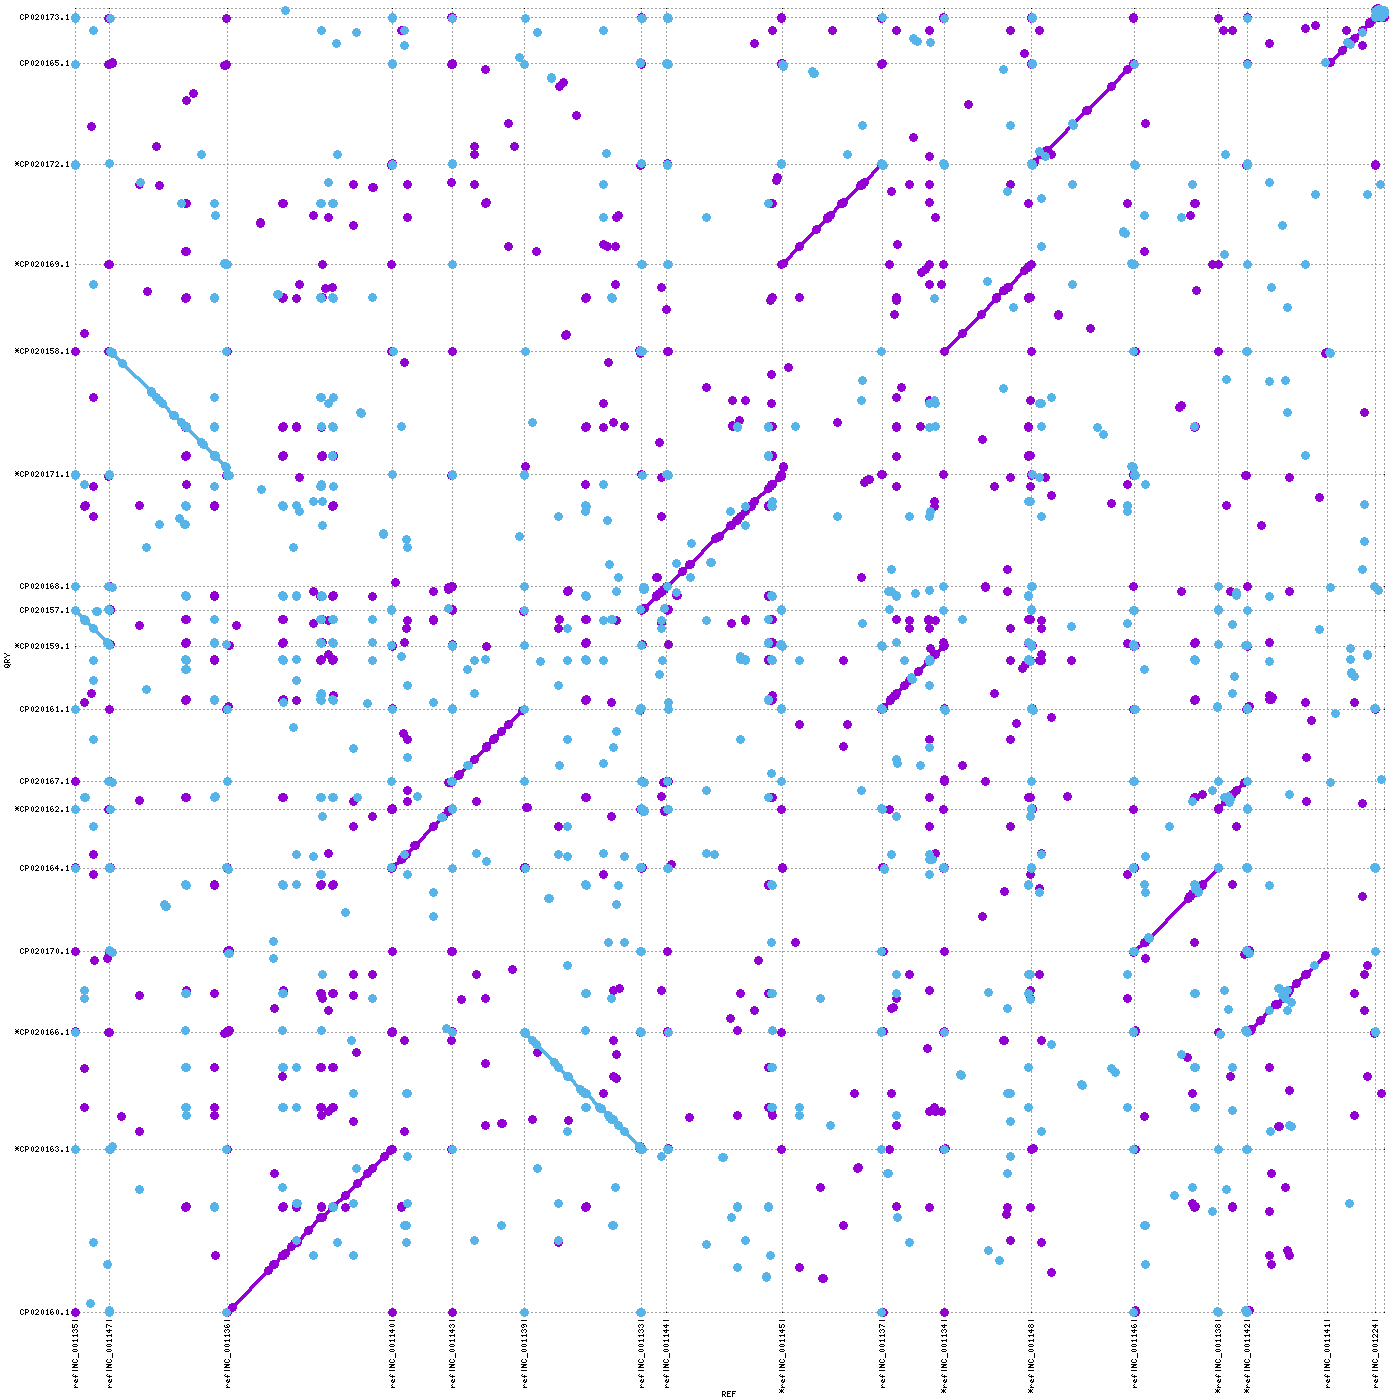 CP020173.1
CP020165.1
*CP020172.1
*CP020169.1
*CP020158.1
*CP020171.1
CP020168.1
CP020157.1
*CP020159.1
CP020161.1
CP020167.1
*CP020162.1
CP020164.1
CP020170.1
*CP020166.1
*CP020163.1
CP020160.1
QRY
ref|NC_001135|
ref|NC_001147|
ref|NC_001136|
ref|NC_001140|
ref|NC_001143|
ref|NC_001139|
ref|NC_001133|
ref|NC_001144|
*ref|NC_001145|
ref|NC_001137|
*ref|NC_001134|
*ref|NC_001148|
ref|NC_001146|
*ref|NC_001138|
*ref|NC_001142|
ref|NC_001141|
ref|NC_001224|
REF